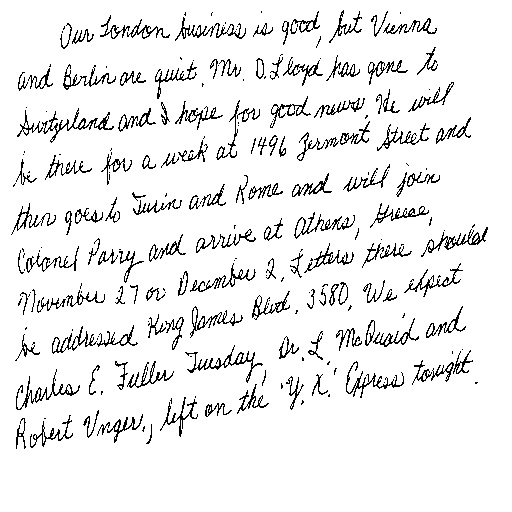 Our London business is good, but Vienna
and Berlin are quiet. Mr. D. Lloyd has gone to
Switzerland and I hope for good news. He will
be there for a week at 1496 Zermont Street and
then goes to Turin and Rome and will join
Colonel Parry and arrive at Athens, Greece,
November 27 or December 2. Letters there should
be addressed King James Blvd. 3580. We expect
Charles E. Fuller Tuesday. Dr. L. McQuaid and
Robert Unger., left on the 'Y. X.' Express tonight.